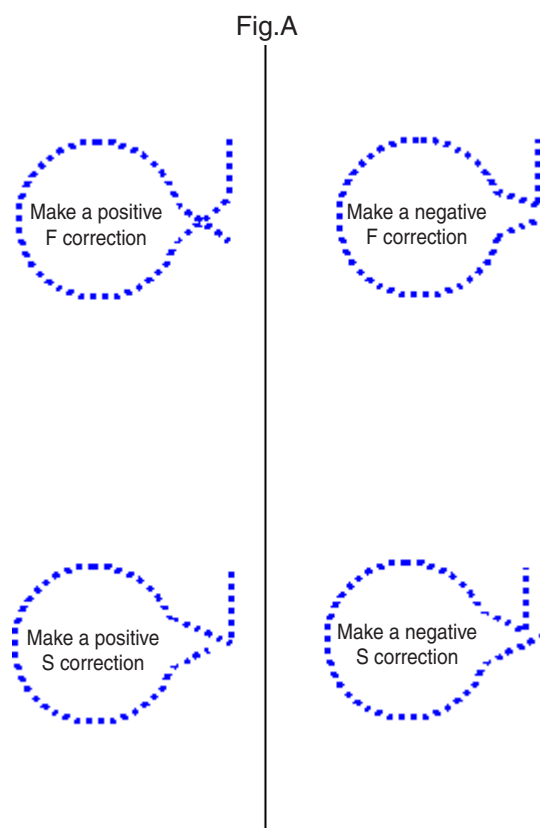 Fig.A
Make a positive
F correction
Make a negative
F correction
Make a positive
S correction
Make a negative
S correction